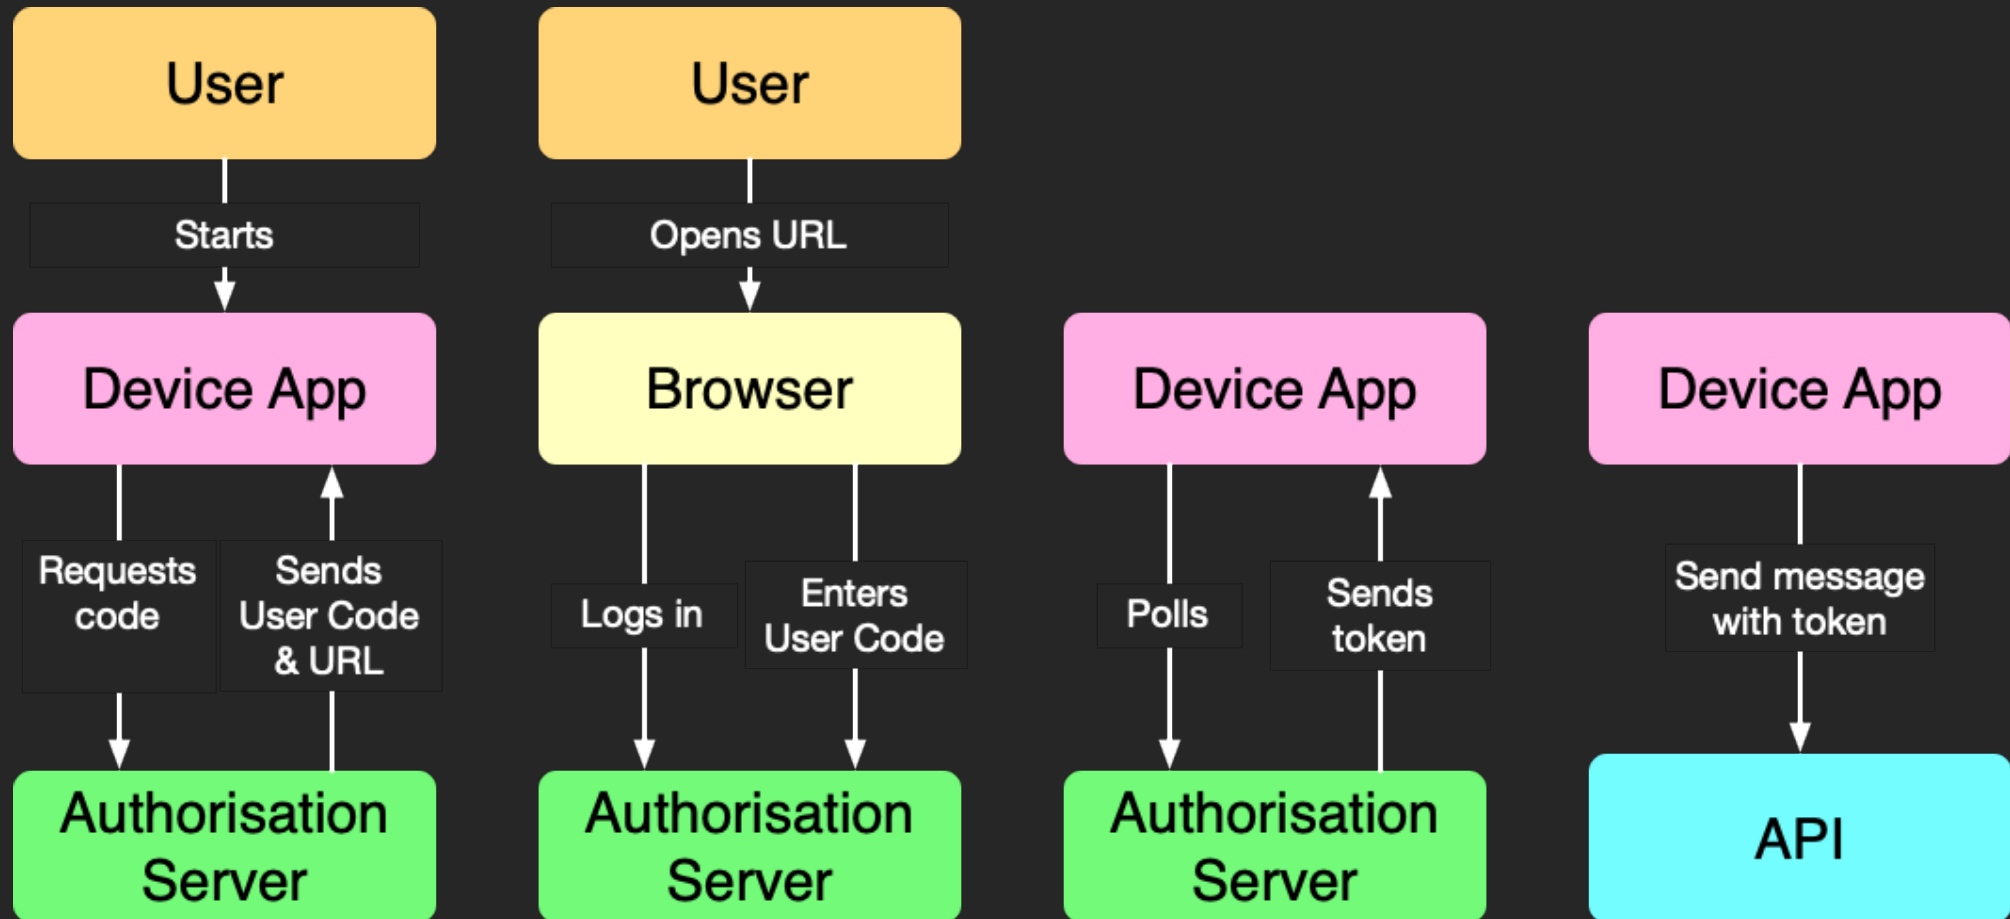 User
User
Starts
Opens URL
Device App
Browser
Device App
Device App
Requests
code
Sends
User Code
& URL
Logs in
Enters
User Code
Polls
Sends
token
Send message
with token
Authorisation
Server
Authorisation
Server
Authorisation
Server
API